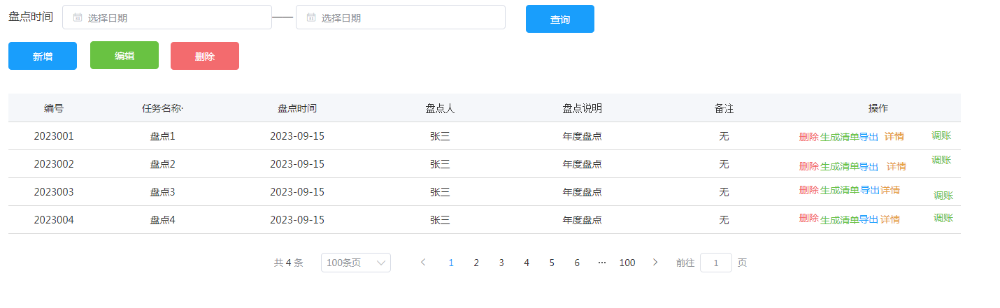 盘点时间 选择日期 —— 选择日期 查询
新增 编辑 删除
编号 任务名称· 盘点时间 盘点人 盘点说明 备注 操作
2023001 盘点1 2023-09-15 张三 年度盘点 无 删除 生成清单 导出 详情 调账
2023002 盘点2 2023-09-15 张三 年度盘点 无 删除 生成清单 导出 详情 调账
2023003 盘点3 2023-09-15 张三 年度盘点 无 删除 生成清单 导出 详情 调账
2023004 盘点4 2023-09-15 张三 年度盘点 无 删除 生成清单 导出 详情 调账
共 4 条 100条页 1 2 3 4 5 6 ··· 100 前往 1 页